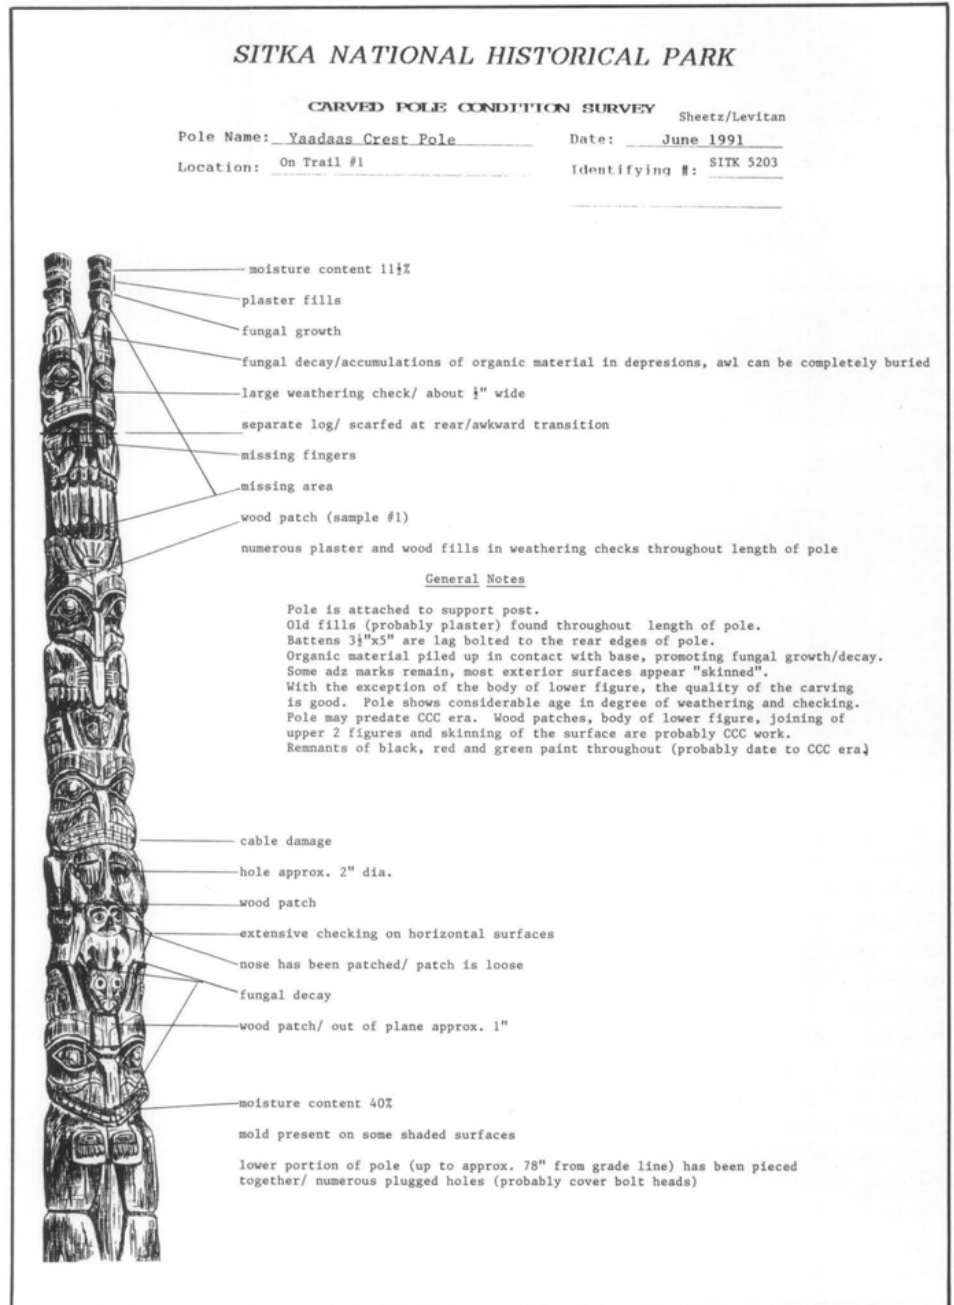 SITKA NATIONAL HISTORICAL PARK
CARVED POLE CONDITION SURVEY
Sheetz/Levitan
Pole Name: Yaadaas Crest Pole
Date: June 1991
Location: On Trail #1
Identifying #: SITK 5203
moisture content 11½%
plaster fills
fungal growth
fungal decay/accumulations of organic material in depresions, awl can be completely buried
large weathering check/ about ½" wide
separate log/ scarfed at rear/awkward transition
missing fingers
missing area
wood patch (sample #1)
numerous plaster and wood fills in weathering checks throughout length of pole
General Notes
Pole is attached to support post.
Old fills (probably plaster) found throughout length of pole.
Battens 3½"x5" are lag bolted to the rear edges of pole.
Organic material piled up in contact with base, promoting fungal growth/decay.
Some adz marks remain, most exterior surfaces appear "skinned".
With the exception of the body of lower figure, the quality of the carving
is good. Pole shows considerable age in degree of weathering and checking.
Pole may predate CCC era. Wood patches, body of lower figure, joining of
upper 2 figures and skinning of the surface are probably CCC work.
Remnants of black, red and green paint throughout (probably date to CCC era)
cable damage
hole approx. 2" dia.
wood patch
extensive checking on horizontal surfaces
nose has been patched/ patch is loose
fungal decay
wood patch/ out of plane approx. 1"
moisture content 40%
mold present on some shaded surfaces
lower portion of pole (up to approx. 78" from grade line) has been pieced
together/ numerous plugged holes (probably cover bolt heads)